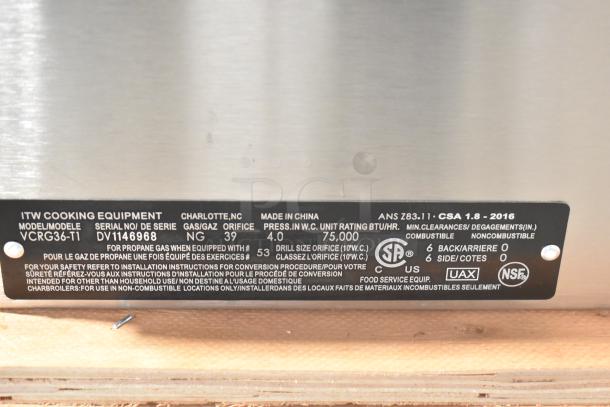 ITW COOKING EQUIPMENT CHARLOTTE,NC MADE IN CHINA ANS Z83.11 · CSA 1.8 - 2016
MODEL/MODELE SERIAL NO/ DE SERIE GAS/GAZ ORIFICE PRESS.IN W.C. UNIT RATING BTU/HR. MIN.CLEARANCES/ DEGAGEMENTS(IN.)
VCRG36-T1 DV1146968 NG 39 4.0 75,000 COMBUSTIBLE NONCOMBUSTIBLE
FOR PROPANE GAS WHEN EQUIPPED WITH # 53 DRILL SIZE ORIFICE (10"W.C.) 6 BACK/ARRIERE 0
POUR LE GAZ DE PROPANE UNE FOIS ÉQUIPÉ DES EXERCICES # CLASSEZ L'ORIFICE (10"W.C.) 6 SIDE/COTES 0
FOR YOUR SAFETY REFER TO INSTALLATION INSTRUCTIONS FOR CONVERSION PROCEDURE/POUR VOTRE
SÛRETÉ RÉFÉREZ-VOUS AUX INSTRUCTIONS D'INSTALLATION POUR LE PROCÉDÉ DE CONVERSION
INTENDED FOR OTHER THAN HOUSEHOLD USE/ NON DESTINE A L'USAGE DOMESTIQUE
CHARBROILERS:FOR USE IN NON-COMBUSTIBLE LOCATIONS ONLY/INSTALLERDANS DES LOCAUX FAITS DE MATERIAUX INCOMBUSTIBLES SEULEMENT
CSA
C US
FOOD SERVICE EQUIP.
UAX
NSF
PCI